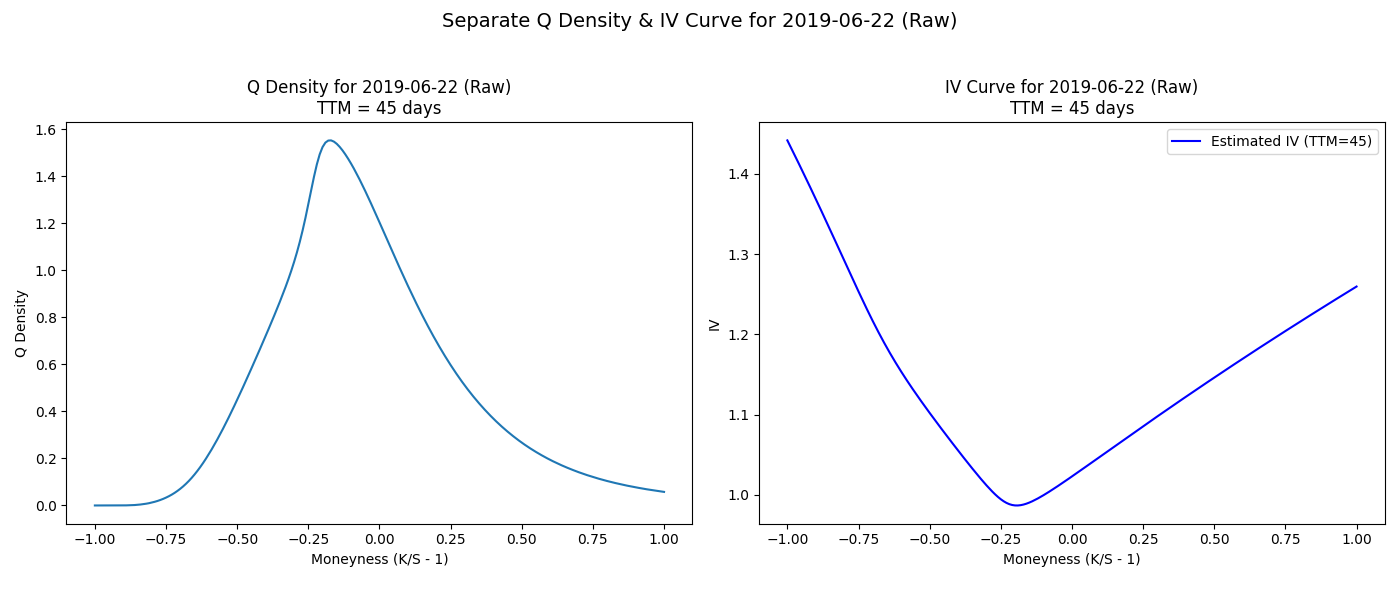 Separate Q Density & IV Curve for 2019-06-22 (Raw)
Q Density for 2019-06-22 (Raw)
TTM = 45 days
1.6
1.4
1.2
1.0
0.8
0.6
0.4
0.2
0.0
Q Density
−1.00 −0.75 −0.50 −0.25 0.00 0.25 0.50 0.75 1.00
Moneyness (K/S - 1)
IV Curve for 2019-06-22 (Raw)
TTM = 45 days
Estimated IV (TTM=45)
1.4
1.3
1.2
1.1
1.0
IV
−1.00 −0.75 −0.50 −0.25 0.00 0.25 0.50 0.75 1.00
Moneyness (K/S - 1)